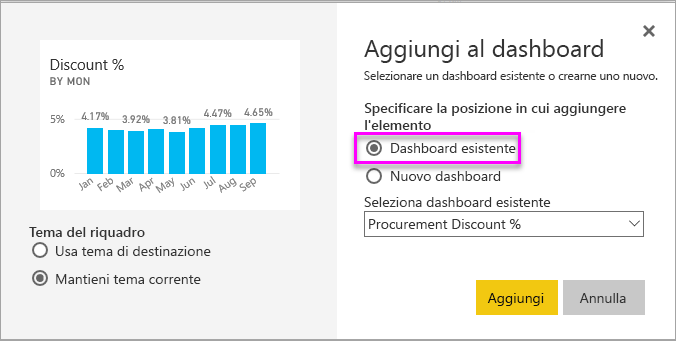 Discount %
BY MON
5%
0%
4.17%
3.92%
3.81%
4.47%
4.65%
Jan
Feb
Mar
Apr
May
Jun
Jul
Aug
Sep
Tema del riquadro
Usa tema di destinazione
Mantieni tema corrente
Aggiungi al dashboard
Selezionare un dashboard esistente o crearne uno nuovo.
Specificare la posizione in cui aggiungere
l'elemento
Dashboard esistente
Nuovo dashboard
Seleziona dashboard esistente
Procurement Discount %
Aggiungi
Annulla